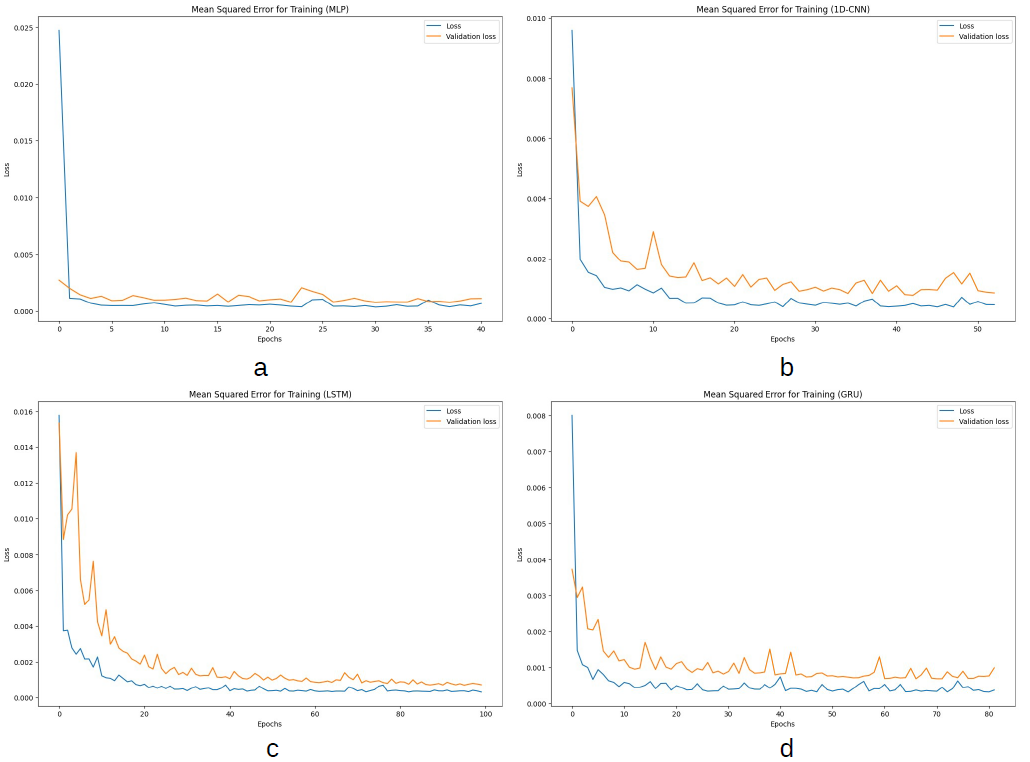 Mean Squared Error for Training (MLP)
Loss
Validation loss
0.025
0.020
0.015
0.010
0.005
0.000
Loss
0 5 10 15 20 25 30 35 40
Epochs
a
Mean Squared Error for Training (1D-CNN)
Loss
Validation loss
0.010
0.008
0.006
0.004
0.002
0.000
Loss
0 10 20 30 40 50
Epochs
b
Mean Squared Error for Training (LSTM)
Loss
Validation loss
0.016
0.014
0.012
0.010
0.008
0.006
0.004
0.002
0.000
Loss
0 20 40 60 80 100
Epochs
c
Mean Squared Error for Training (GRU)
Loss
Validation loss
0.008
0.007
0.006
0.005
0.004
0.003
0.002
0.001
0.000
Loss
0 10 20 30 40 50 60 70 80
Epochs
d